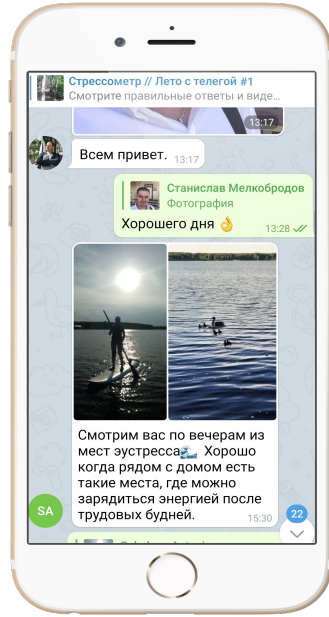 Стрессометр // Лето с телегой #1
Смотрите правильные ответы и виде...
13:17
Всем привет. 13:17
Станислав Мелкобродов
Фотография
Хорошего дня 👌 13:28
Смотрим вас по вечерам из
мест эустресса🌊 Хорошо
когда рядом с домом есть
такие места, где можно
зарядиться энергией после
трудовых будней. 15:30
SA
22